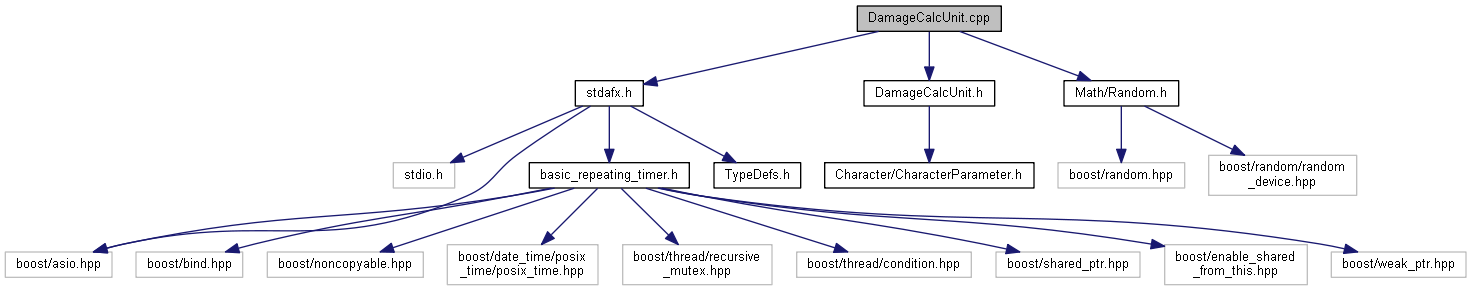 DamageCalcUnit.cpp
stdafx.h
DamageCalcUnit.h
Math/Random.h
stdio.h
basic_repeating_timer.h
TypeDefs.h
Character/CharacterParameter.h
boost/random.hpp
boost/random/random
_device.hpp
boost/asio.hpp
boost/bind.hpp
boost/noncopyable.hpp
boost/date_time/posix
_time/posix_time.hpp
boost/thread/recursive
_mutex.hpp
boost/thread/condition.hpp
boost/shared_ptr.hpp
boost/enable_shared
_from_this.hpp
boost/weak_ptr.hpp